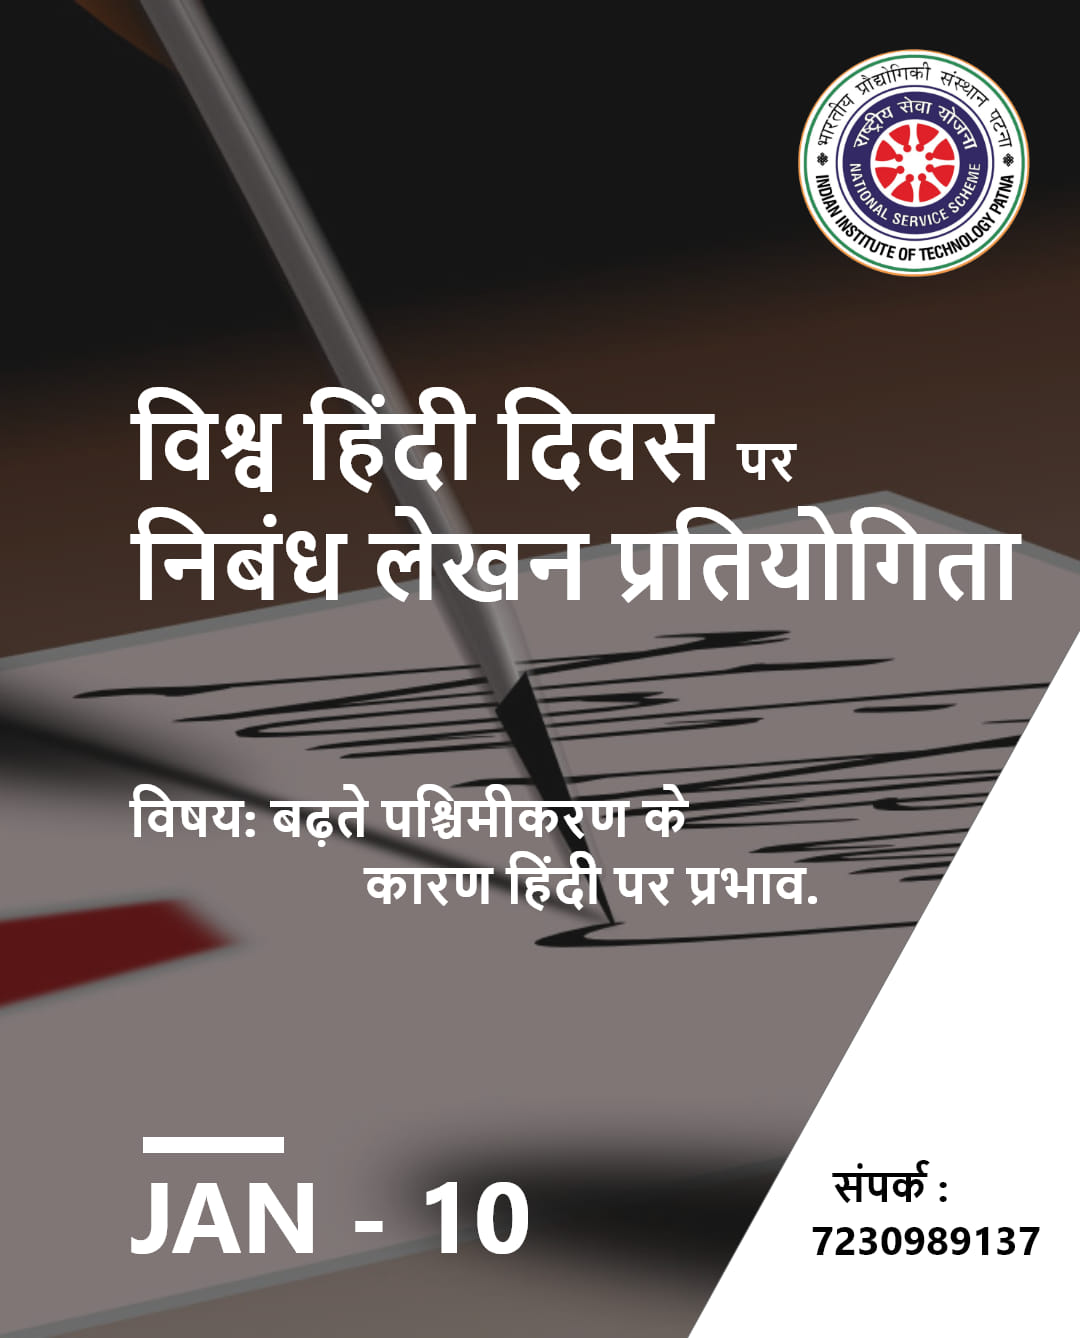 भारतीय प्रौद्योगिकी संस्थान पटना
राष्ट्रीय सेवा योजना
NATIONAL SERVICE SCHEME
INDIAN INSTITUTE OF TECHNOLOGY PATNA
विश्व हिंदी दिवस पर
निबंध लेखन प्रतियोगिता
विषय: बढ़ते पश्चिमीकरण के
कारण हिंदी पर प्रभाव.
JAN - 10
संपर्क :
7230989137